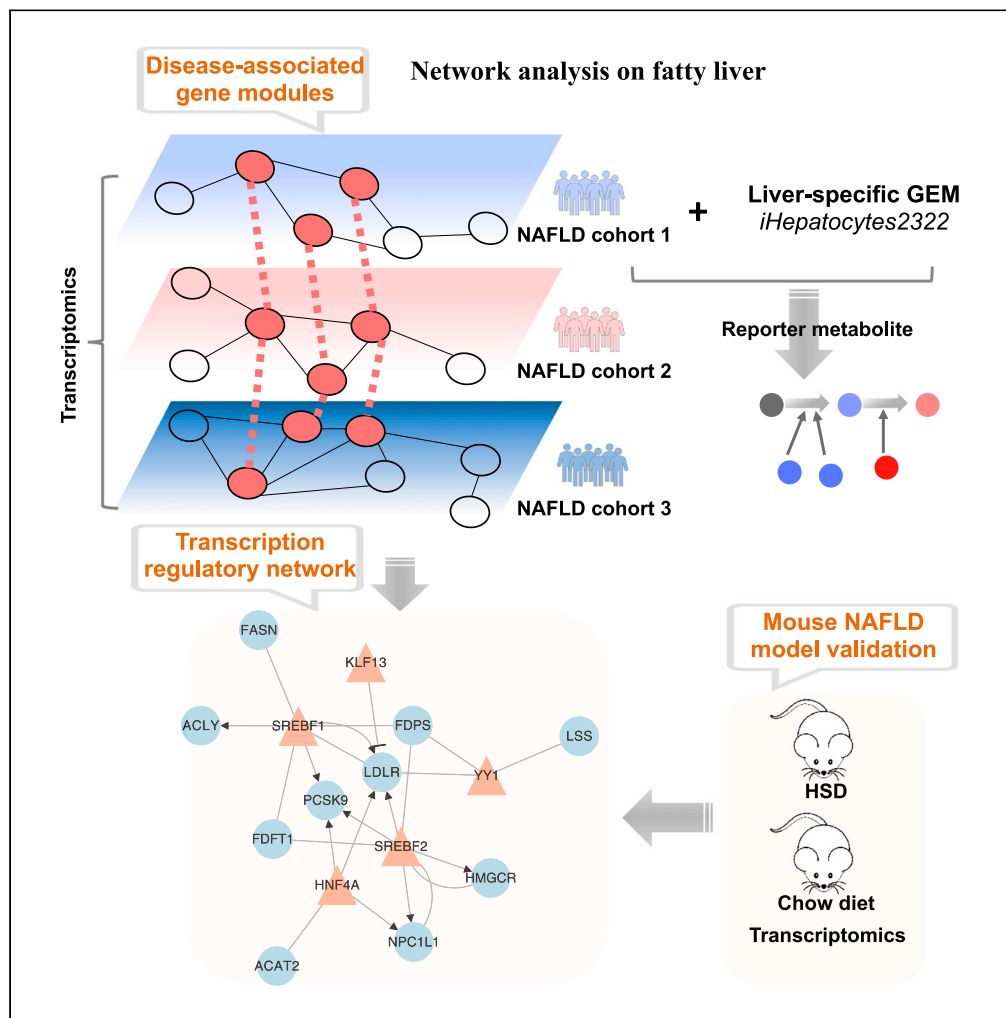 Disease-associated
gene modules
Network analysis on fatty liver
Transcriptomics
NAFLD cohort 1
+
Liver-specific GEM
iHepatocytes2322
NAFLD cohort 2
Reporter metabolite
NAFLD cohort 3
Transcription
regulatory network
FASN
KLF13
ACLY
SREBF1
FDPS
LSS
LDLR
YY1
PCSK9
FDFT1
SREBF2
HNF4A
HMGCR
NPC1L1
ACAT2
Mouse NAFLD
model validation
HSD
Chow diet
Transcriptomics